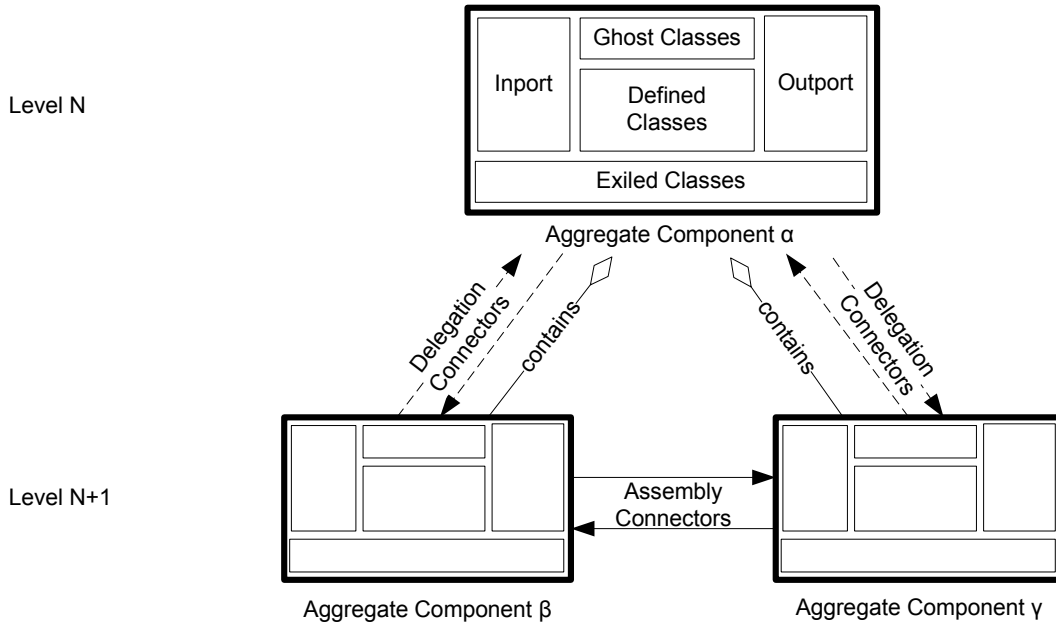 Level N
Inport
Ghost Classes
Defined
Classes
Outport
Exiled Classes
Aggregate Component α
Delegation
Connectors
contains
contains
Delegation
Connectors
Level N+1
Assembly
Connectors
Aggregate Component β
Aggregate Component γ